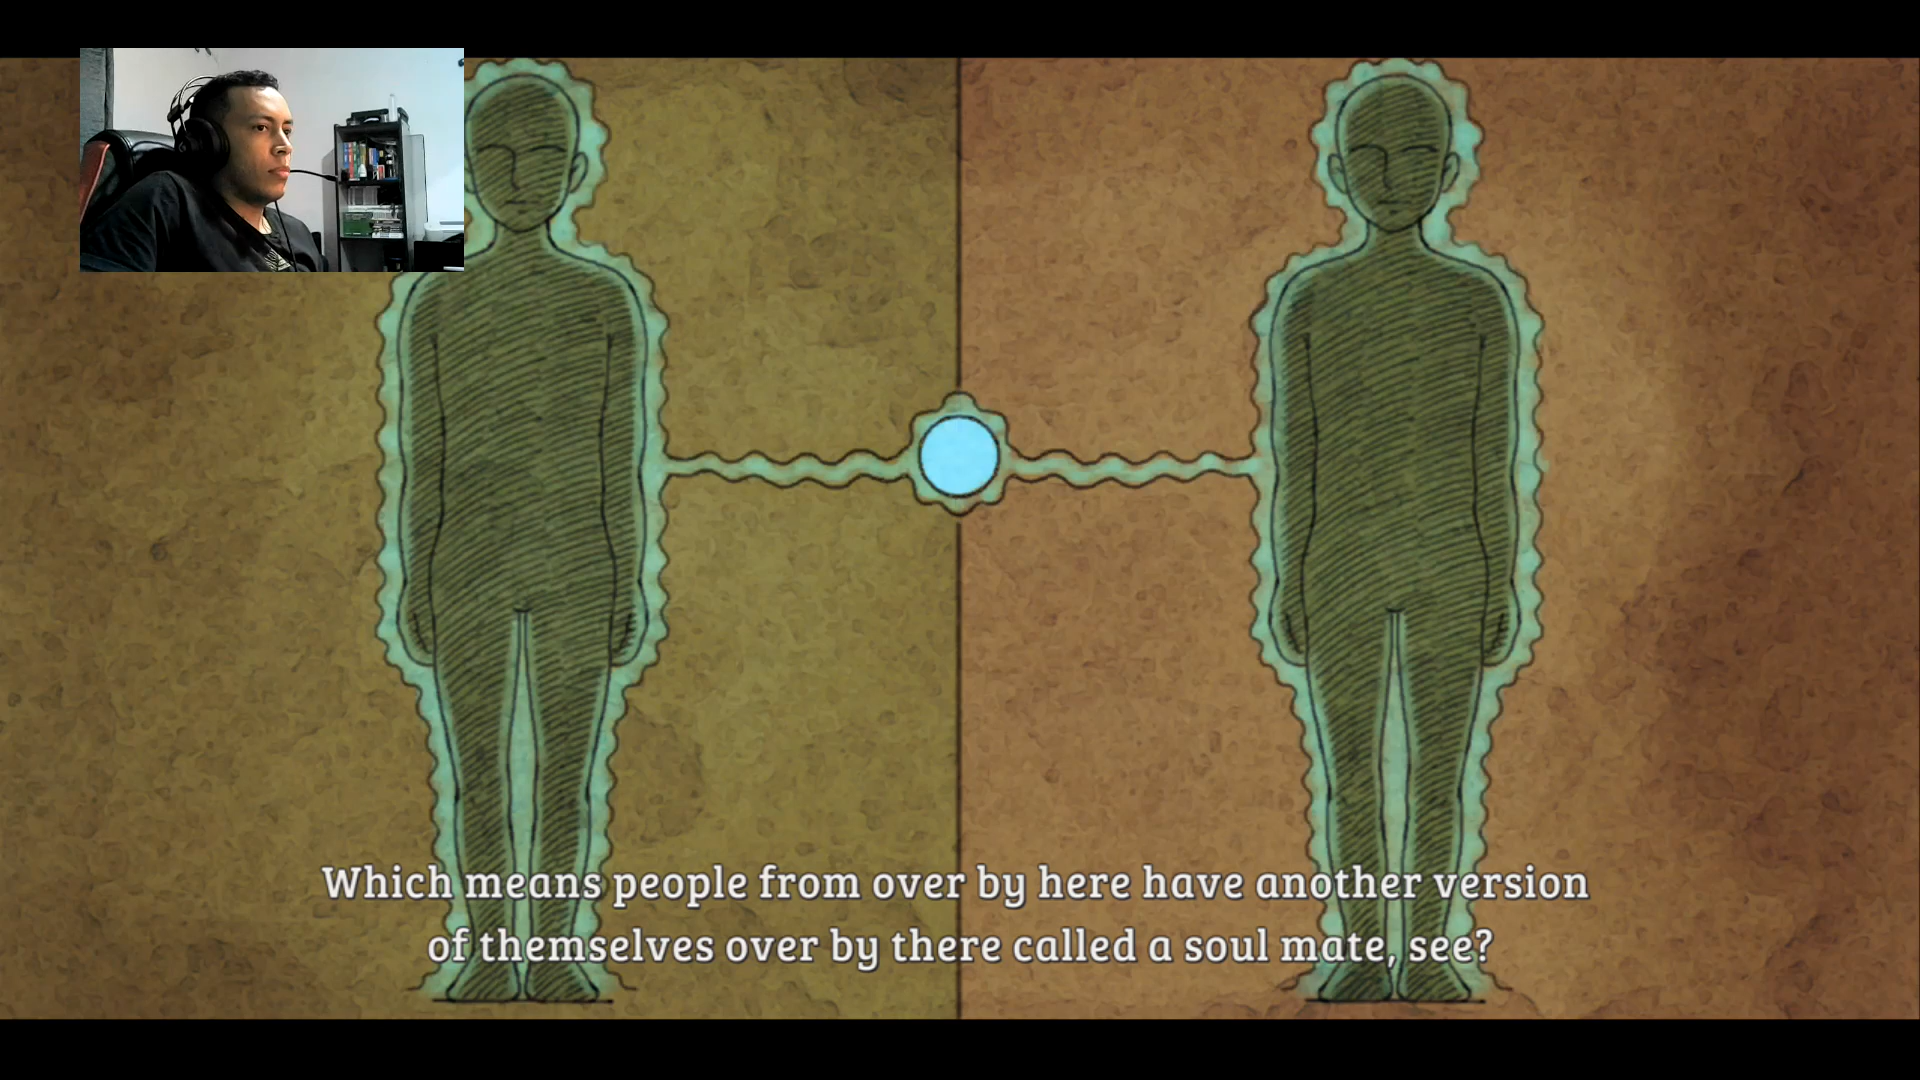 Which means people from over by here have another version
of themselves over by there called a soul mate, see?